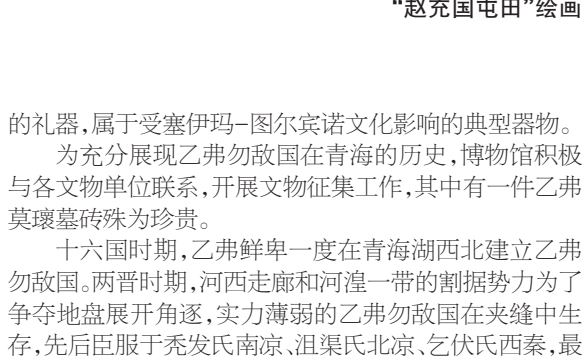 “赵充国屯田”绘画
的礼器,属于受塞伊玛-图尔宾诺文化影响的典型器物。
为充分展现乙弗勿敌国在青海的历史,博物馆积极
与各文物单位联系,开展文物征集工作,其中有一件乙弗
莫瓌墓砖殊为珍贵。
十六国时期,乙弗鲜卑一度在青海湖西北建立乙弗
勿敌国。两晋时期,河西走廊和河湟一带的割据势力为了
争夺地盘展开角逐,实力薄弱的乙弗勿敌国在夹缝中生
存,先后臣服于秃发氏南凉、沮渠氏北凉、乞伏氏西秦,最